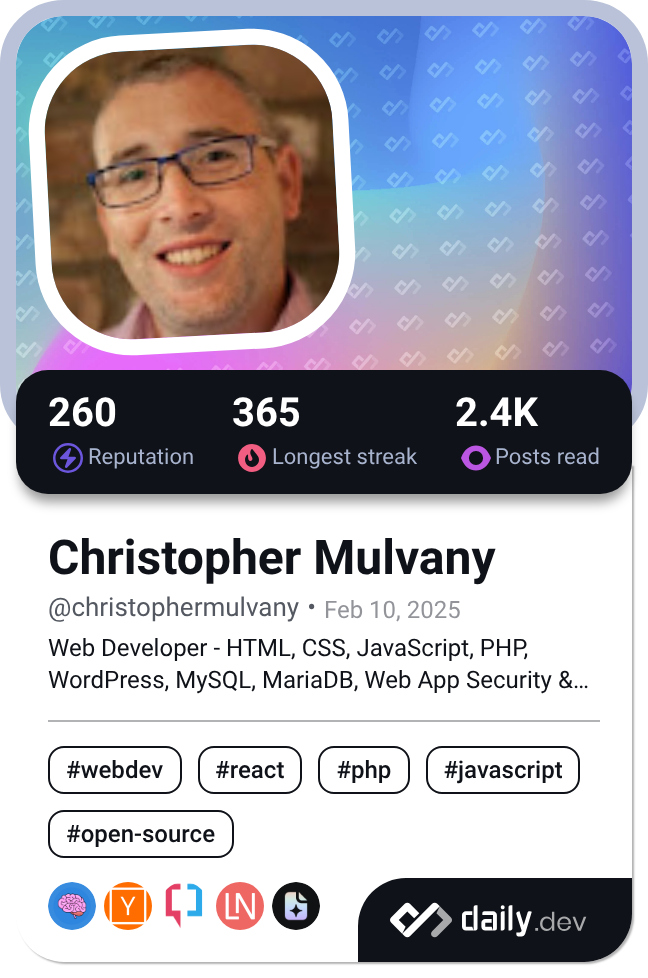 260 365 2.4K
Reputation Longest streak Posts read
Christopher Mulvany
@christophermulvany • Feb 10, 2025
Web Developer - HTML, CSS, JavaScript, PHP,
WordPress, MySQL, MariaDB, Web App Security &...
#webdev #react #php #javascript
#open-source
Y LN
daily.dev